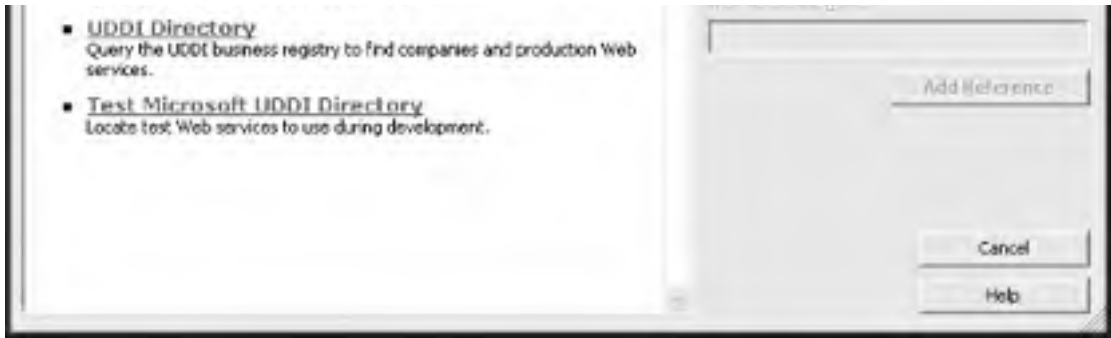 UDDI Directory
Query the UDDI business registry to find companies and production Web
services.
Test Microsoft UDDI Directory
Locate test Web services to use during development.
Add Reference
Cancel
Help